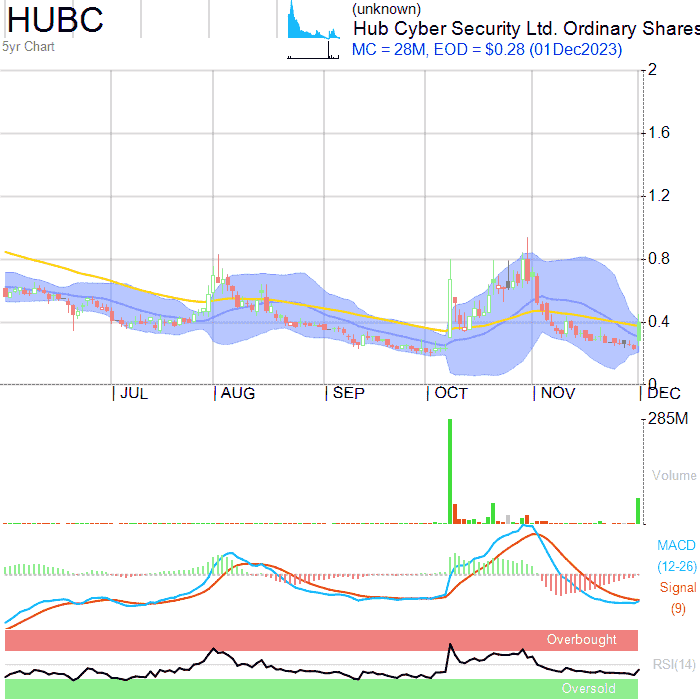 HUBC
5yr Chart
(unknown)
Hub Cyber Security Ltd. Ordinary Shares
MC = 28M, EOD = $0.28 (01Dec2023)
2
1.6
1.2
0.8
0.4
0
JUL AUG SEP OCT NOV DEC
285M
Volume
MACD
(12-26)
Signal
(9)
Overbought
RSI(14)
Oversold